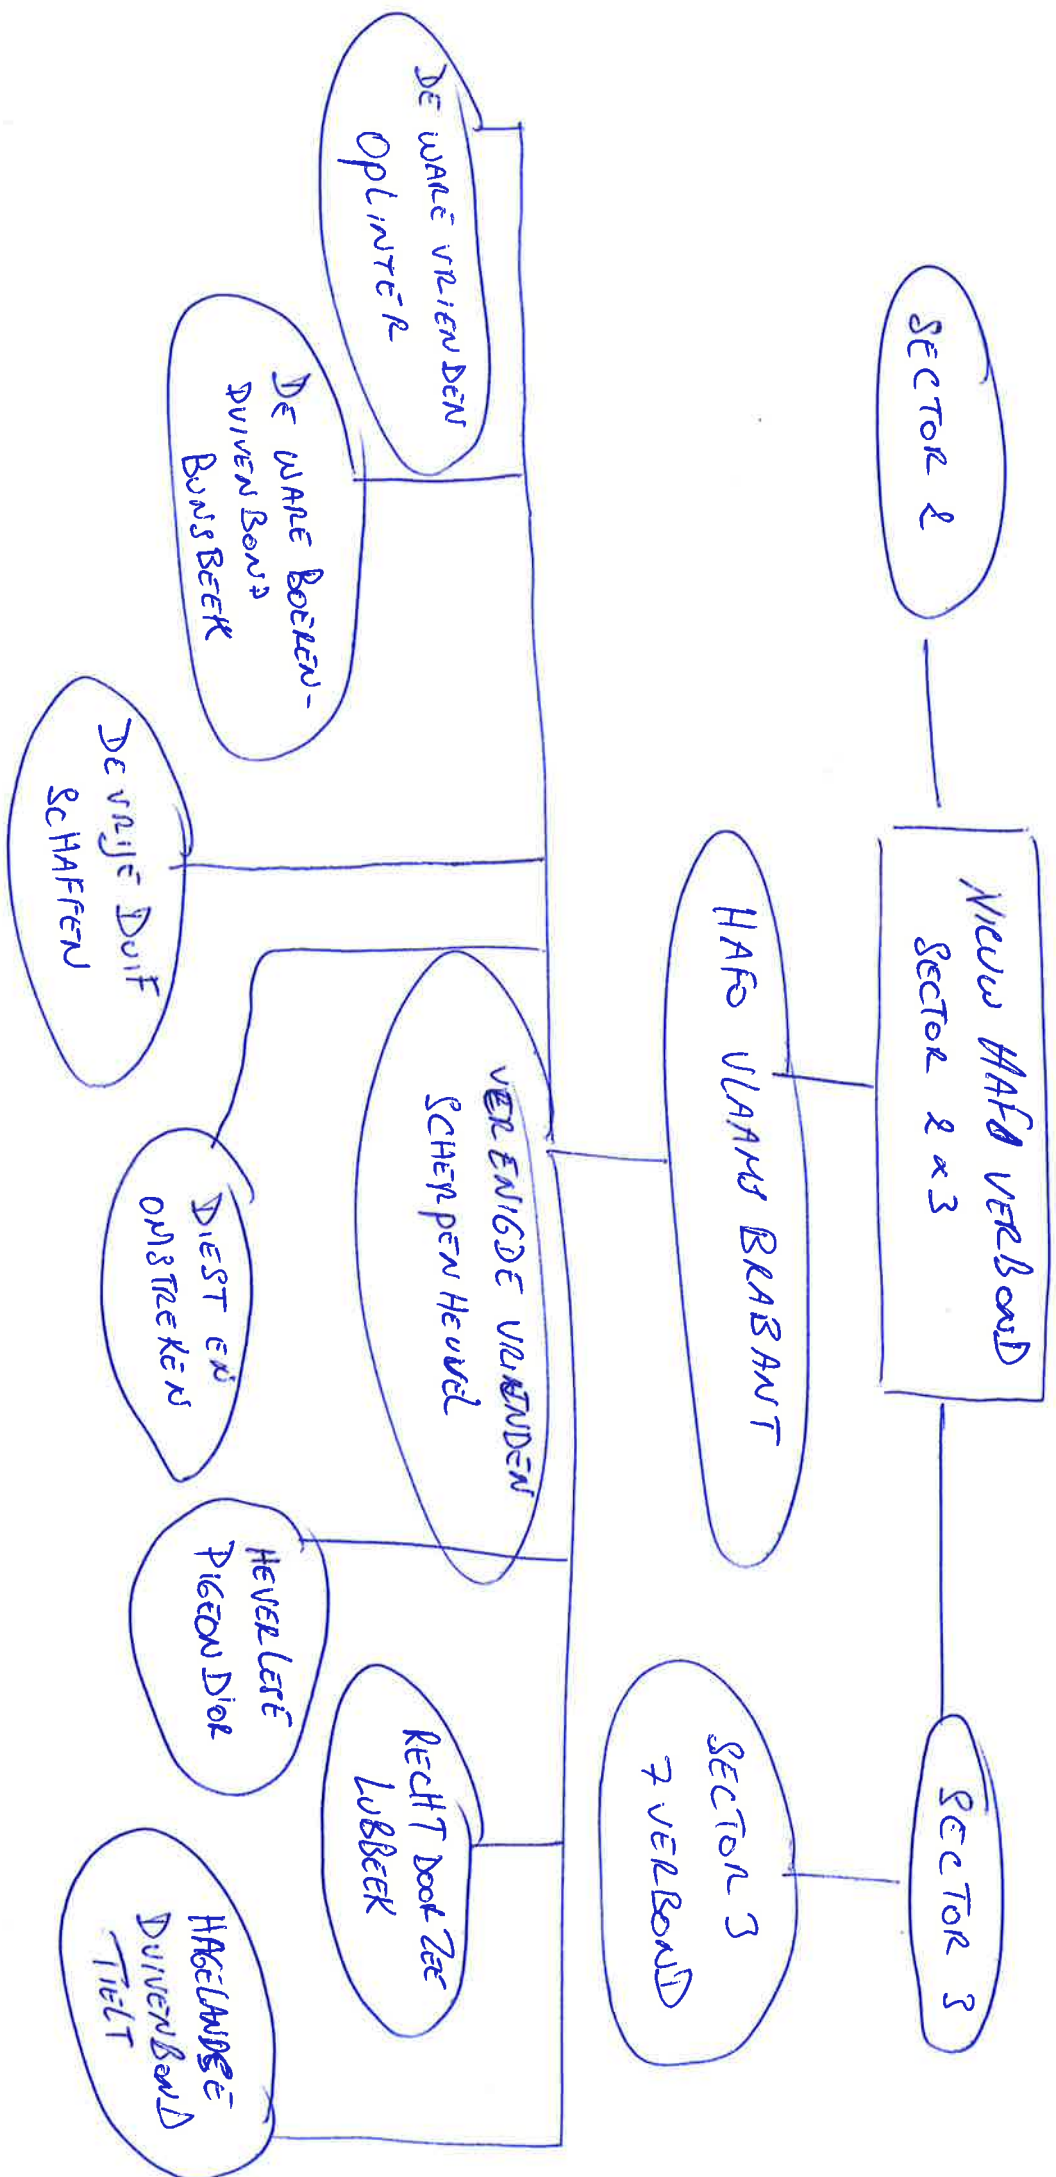 NIEUW HAFO VERBOND
SECTOR 2 & 3
SECTOR 2
SECTOR 3
HAFO VLAAMS BRABANT
SECTOR 3
7 VERBOND
VERENIGDE VRIENDEN
SCHERPENHEUVEL
DE WARE VRIENDEN
OPLINTER
DE WARE BOEREN-
DUIVENBOND
BUNSBEEK
DE VRIJE DUIF
SCHAFFEN
DIEST EN
OMSTREKEN
HEVERLESE
PIGEON D'OR
RECHT DOOR ZEE
LUBBEEK
HAGELANDSE
DUIVENBOND
TIELT